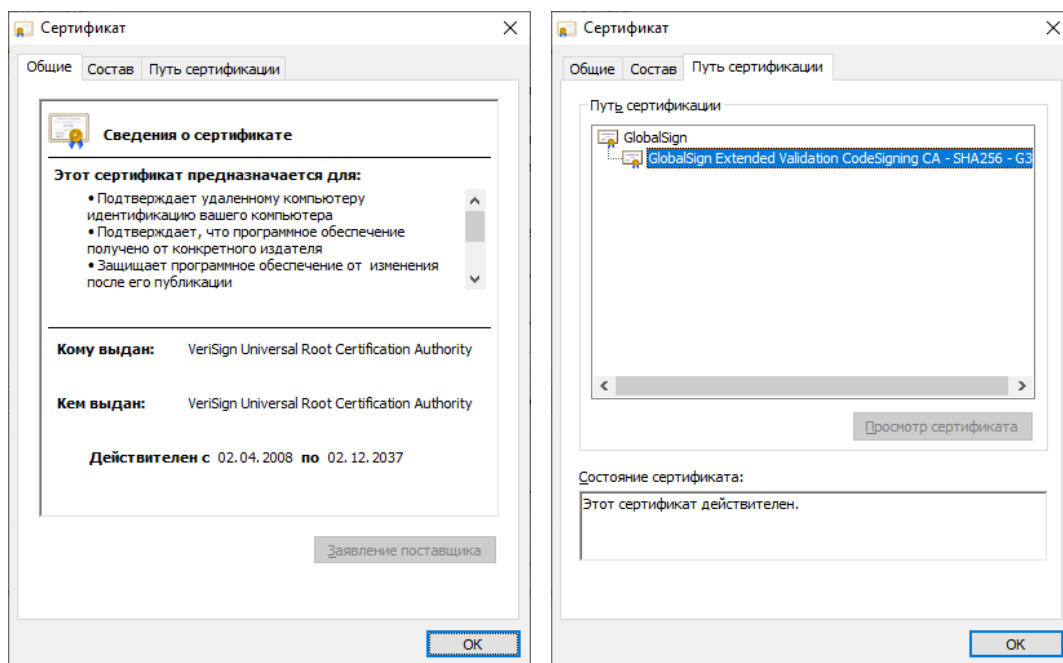 Сертификат
Общие
Состав
Путь сертификации
Сведения о сертификате
Этот сертификат предназначается для:
• Подтверждает удаленному компьютеру
идентификацию вашего компьютера
• Подтверждает, что программное обеспечение
получено от конкретного издателя
• Защищает программное обеспечение от изменения
после его публикации
Кому выдан: VeriSign Universal Root Certification Authority
Кем выдан: VeriSign Universal Root Certification Authority
Действителен с 02.04.2008 по 02.12.2037
Заявление поставщика
ОК
Сертификат
Общие
Состав
Путь сертификации
Путь сертификации
GlobalSign
GlobalSign Extended Validation CodeSigning CA - SHA256 - G3
Просмотр сертификата
Состояние сертификата:
Этот сертификат действителен.
ОК